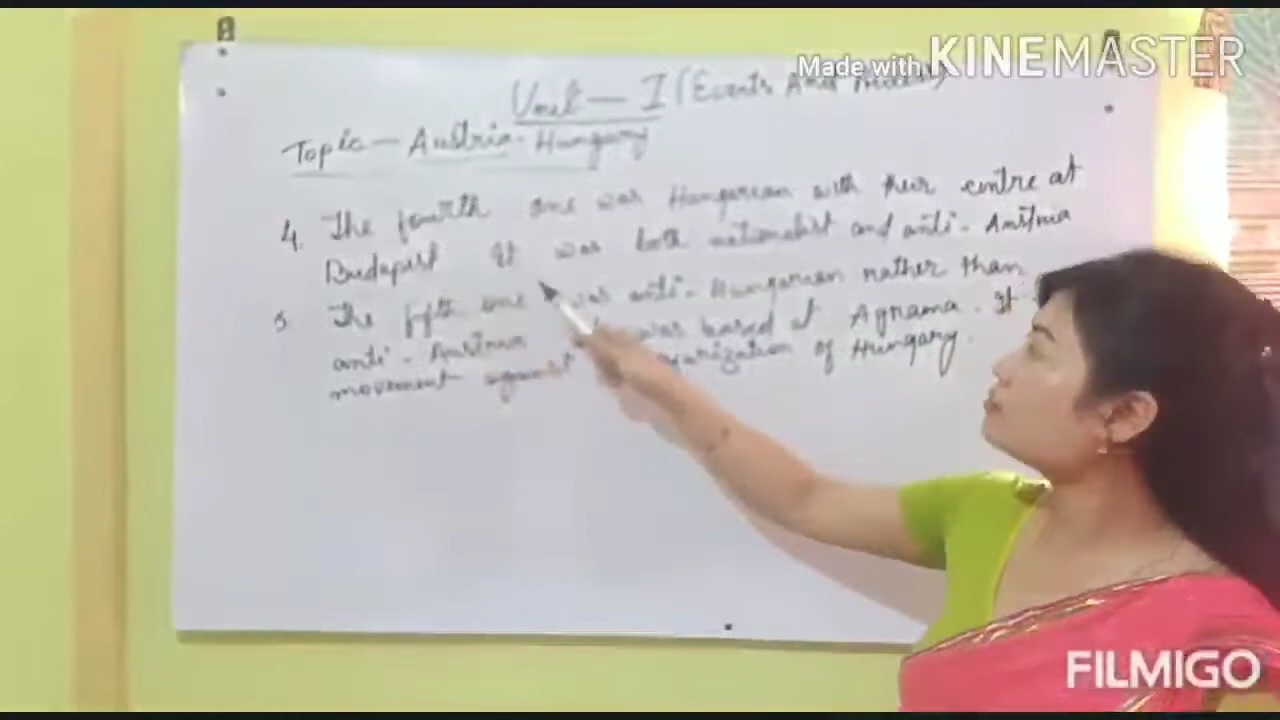 Made with KINEMASTER
Unit - I (Events And
Topic - Austria-Hungary
4. The fourth one was Hungarian with their centre at
Budapest It was both nationalist and anti-Austria
5 The fifth one was anti-Hungarian rather than
anti-Austrian was based at Agrama. It
movement against of Hungary.
FILMIGO